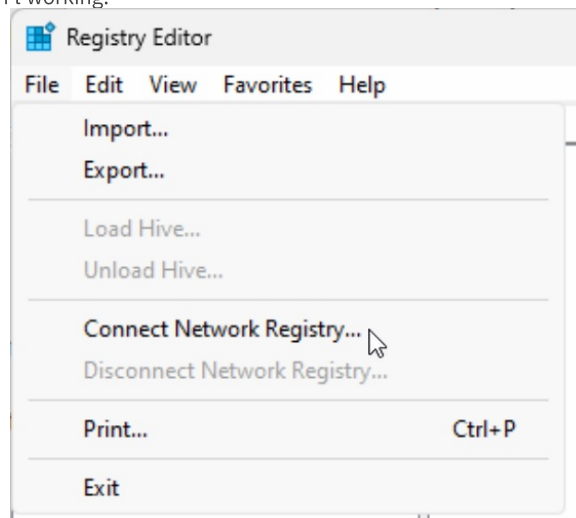 working.
Registry Editor
File Edit View Favorites Help
Import...
Export...
Load Hive...
Unload Hive...
Connect Network Registry...
Disconnect Network Registry...
Print... Ctrl+P
Exit